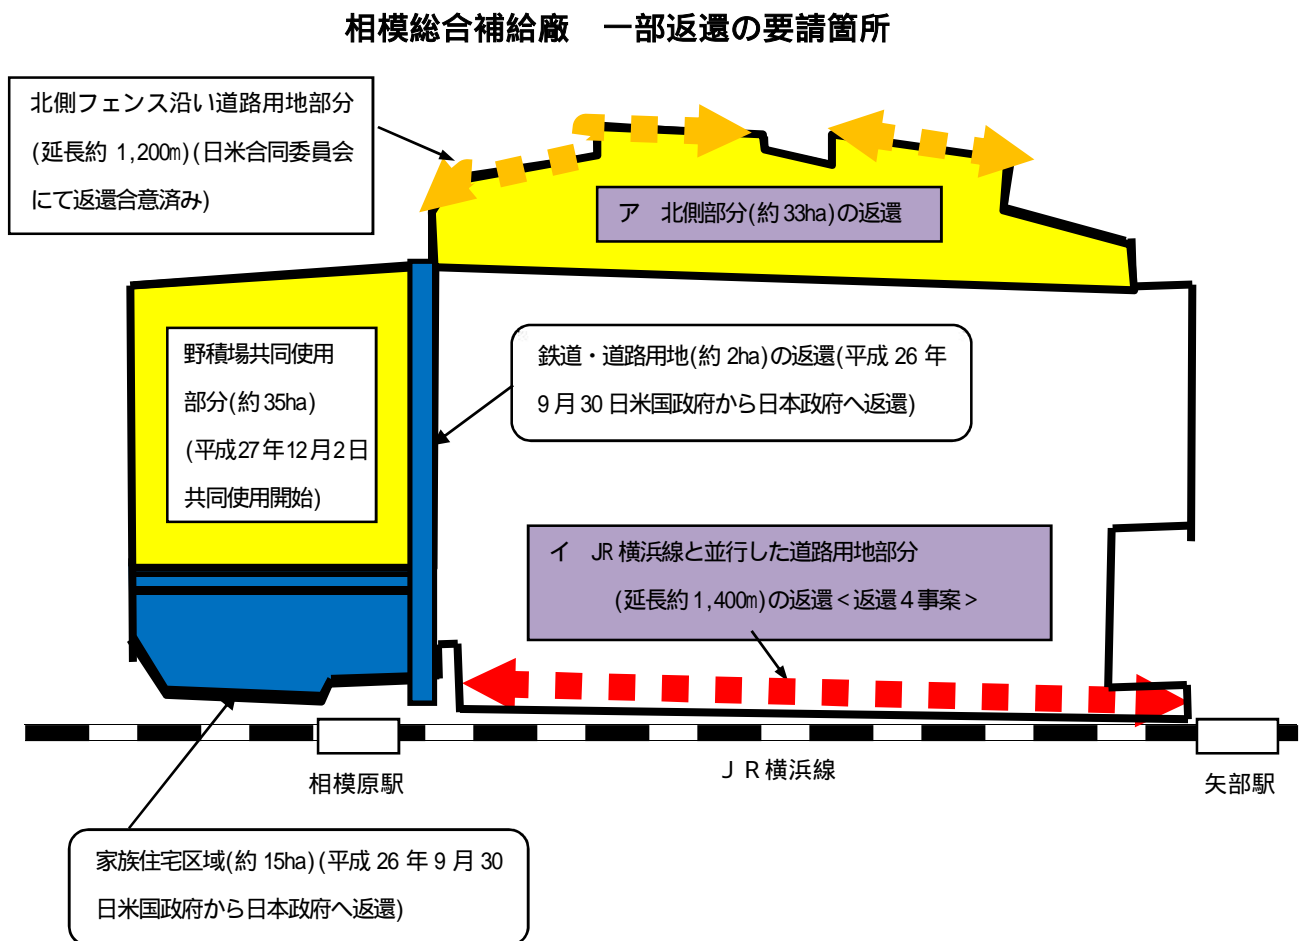 相模総合補給廠　一部返還の要請箇所
北側フェンス沿い道路用地部分
(延長約 1,200m)(日米合同委員会
にて返還合意済み)
ア　北側部分(約 33ha)の返還
野積場共同使用
部分(約 35ha)
(平成27年12月2日
共同使用開始)
鉄道・道路用地(約 2ha)の返還(平成 26 年
9 月 30 日米国政府から日本政府へ返還)
イ　JR 横浜線と並行した道路用地部分
(延長約 1,400m)の返還＜返還４事案＞
相模原駅
ＪＲ横浜線
矢部駅
家族住宅区域(約 15ha)(平成 26 年 9 月 30
日米国政府から日本政府へ返還)